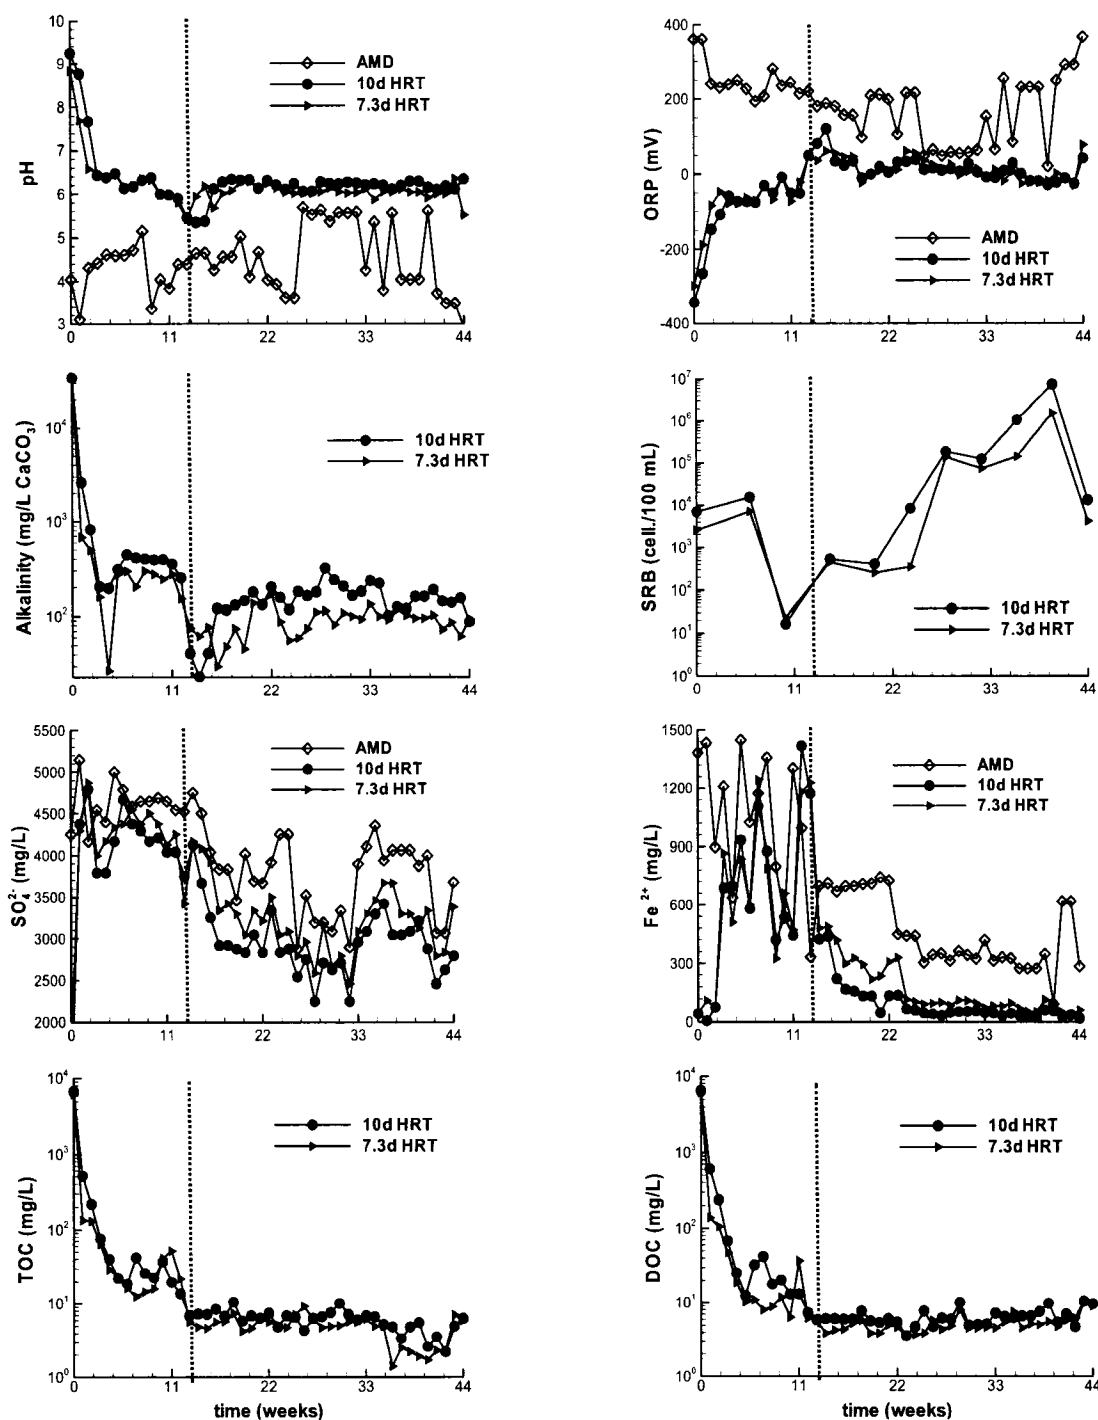 10
9
8
7
6
5
4
3
pH
AMD
10d HRT
7.3d HRT
0
11
22
33
44
400
200
0
-200
-400
ORP (mV)
AMD
10d HRT
7.3d HRT
0
11
22
33
44
10⁴
10³
10²
Alkalinity (mg/L CaCO₃)
10d HRT
7.3d HRT
0
11
22
33
44
10⁷
10⁶
10⁵
10⁴
10³
10²
10¹
10⁰
SRB (cell./100 mL)
10d HRT
7.3d HRT
0
11
22
33
44
5500
5000
4500
4000
3500
3000
2500
2000
SO₄²⁻ (mg/L)
AMD
10d HRT
7.3d HRT
0
11
22
33
44
1500
1200
900
600
300
0
Fe²⁺ (mg/L)
AMD
10d HRT
7.3d HRT
0
11
22
33
44
10⁴
10³
10²
10¹
10⁰
TOC (mg/L)
10d HRT
7.3d HRT
0
11
22
33
44
time (weeks)
10⁴
10³
10²
10¹
10⁰
DOC (mg/L)
10d HRT
7.3d HRT
0
11
22
33
44
time (weeks)